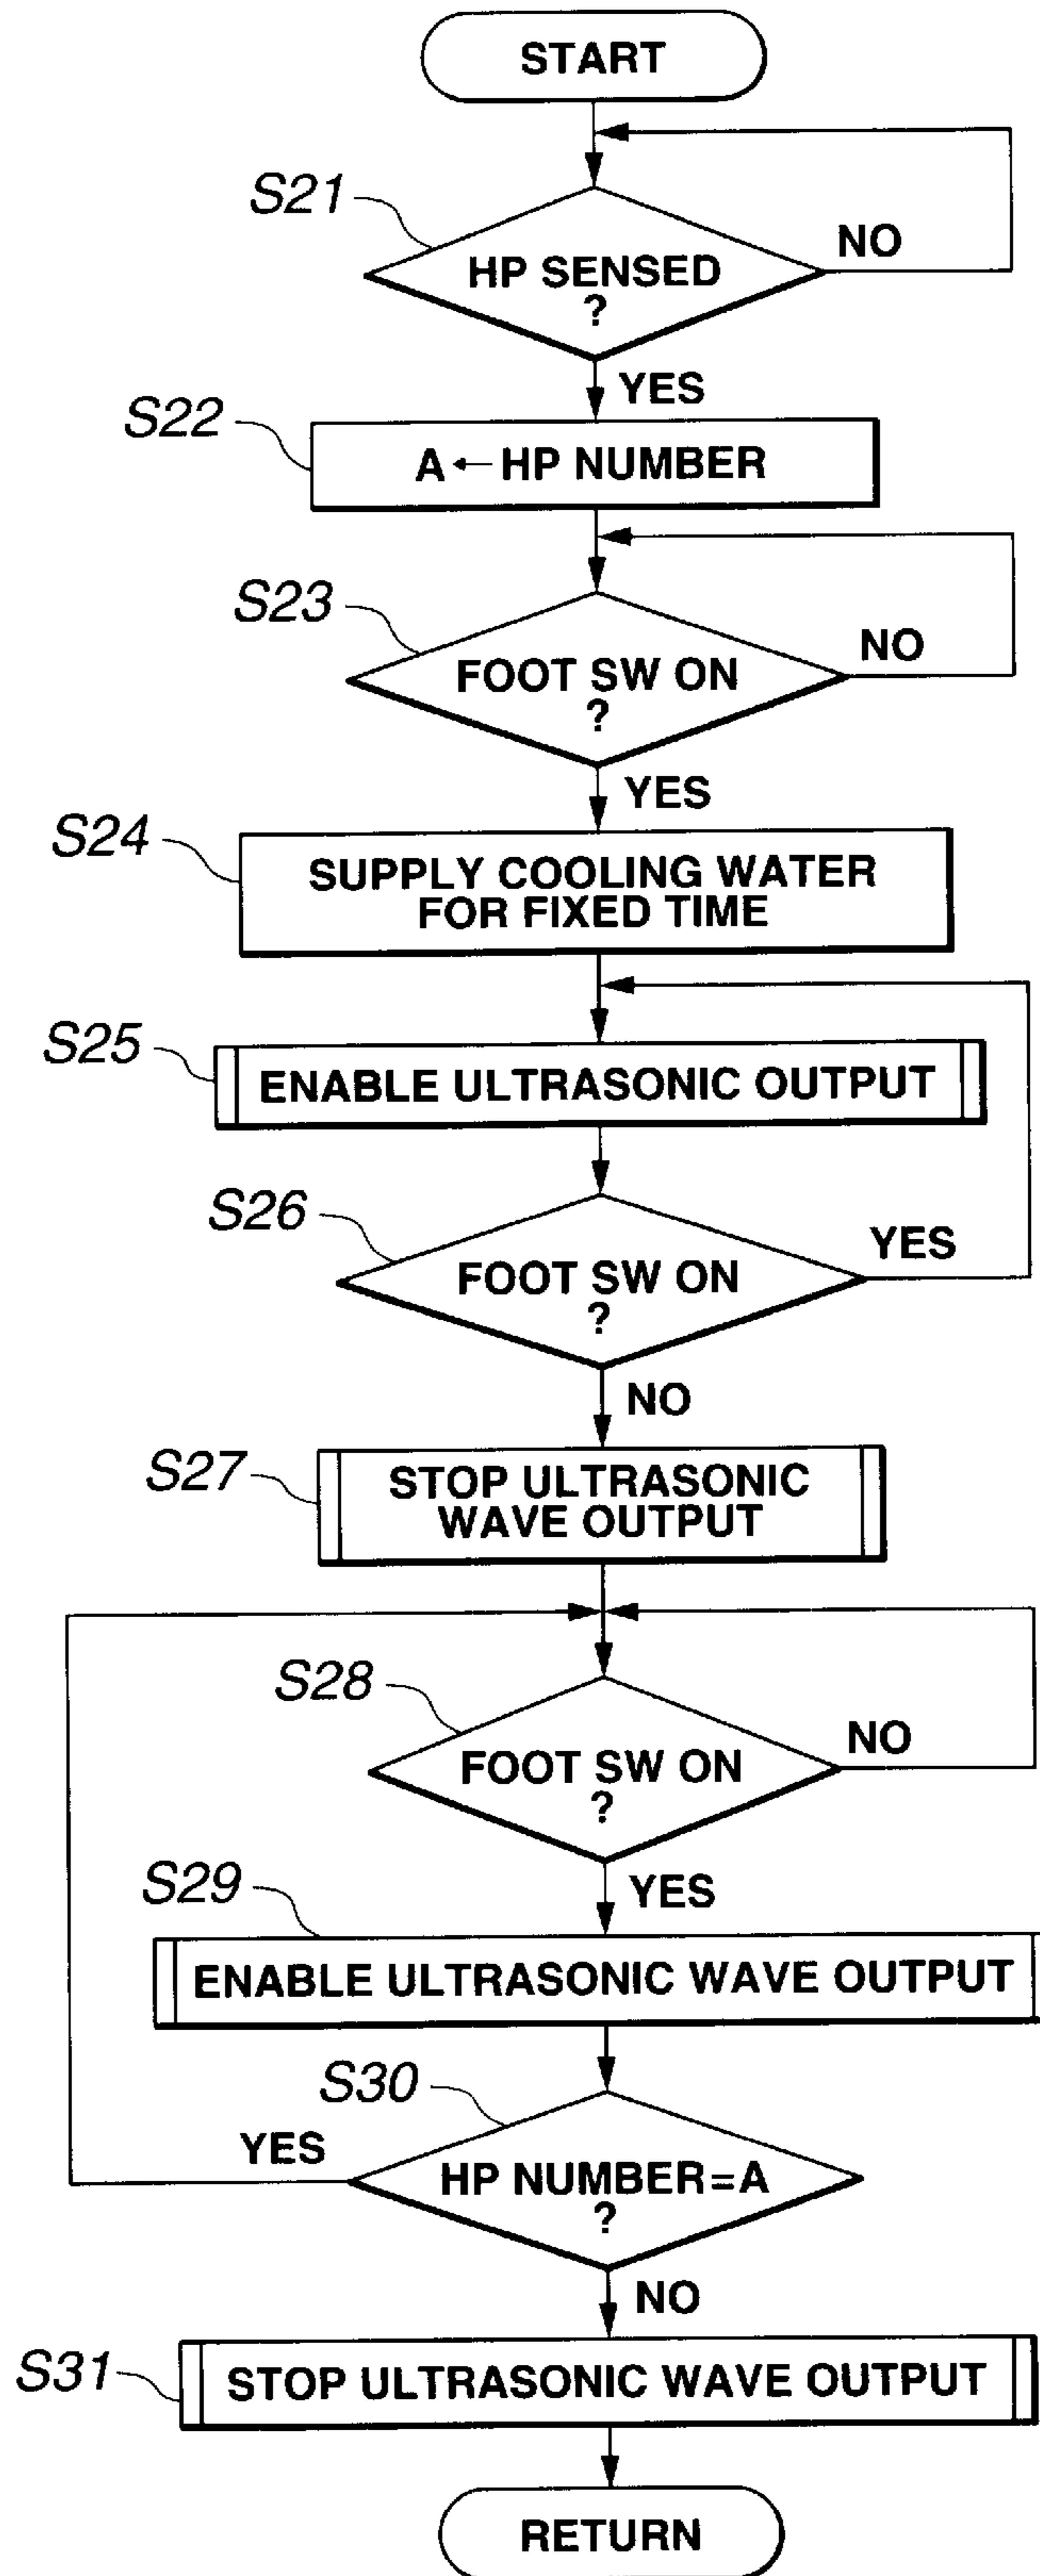 START
S21
HP SENSED
?
NO
YES
S22
A ← HP NUMBER
S23
FOOT SW ON
?
NO
YES
S24
SUPPLY COOLING WATER
FOR FIXED TIME
S25
ENABLE ULTRASONIC OUTPUT
S26
FOOT SW ON
?
YES
NO
S27
STOP ULTRASONIC
WAVE OUTPUT
S28
FOOT SW ON
?
NO
YES
S29
ENABLE ULTRASONIC WAVE OUTPUT
S30
YES
HP NUMBER=A
?
NO
S31
STOP ULTRASONIC WAVE OUTPUT
RETURN